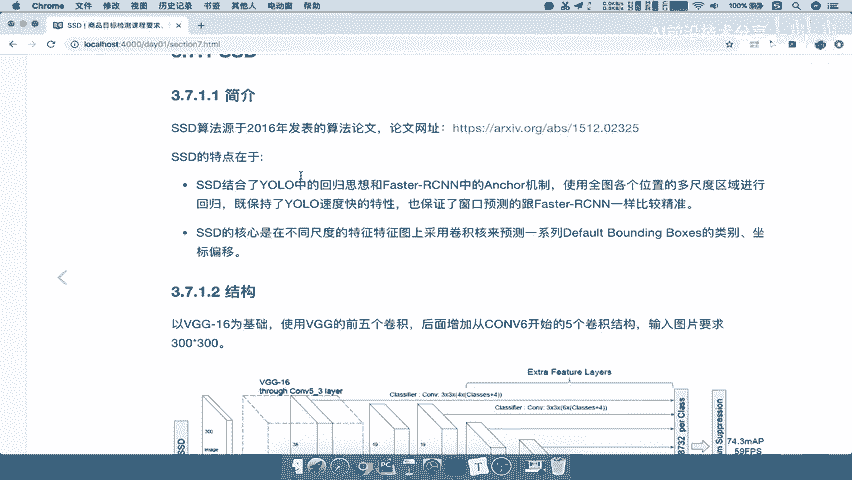 Chrome 文件 修改 视图 历史记录 书签 其他人 电动窗 帮助
100%
SSD | 商品目标检测课程要求、
localhost:4000/day01/section7.html
3.7.1.1 简介
SSD算法源于2016年发表的算法论文，论文网址：https://arxiv.org/abs/1512.02325
SSD的特点在于:
SSD结合了YOLO中的回归思想和Faster-RCNN中的Anchor机制，使用全图各个位置的多尺度区域进行
回归，既保持了YOLO速度快的特性，也保证了窗口预测的跟Faster-RCNN一样比较精准。
SSD的核心是在不同尺度的特征特征图上采用卷积核来预测一系列Default Bounding Boxes的类别、坐
标偏移。
3.7.1.2 结构
以VGG-16为基础，使用VGG的前五个卷积，后面增加从CONV6开始的5个卷积结构，输入图片要求
300*300。
Extra Feature Layers
VGG-16
through Conv5_3 layer
Classifier : Conv: 3x3x(4x(Classes+4))
Classifier : Conv: 3x3x(6x(Classes+4))
300
38
19
19
SSD
8732 per Class
74.3mAP
59FPS